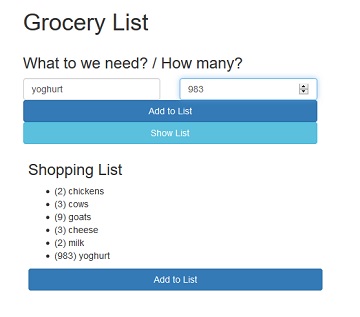 Grocery List
What to we need? / How many?
yoghurt 983
Add to List
Show List
Shopping List
(2) chickens
(3) cows
(9) goats
(3) cheese
(2) milk
(983) yoghurt
Add to List